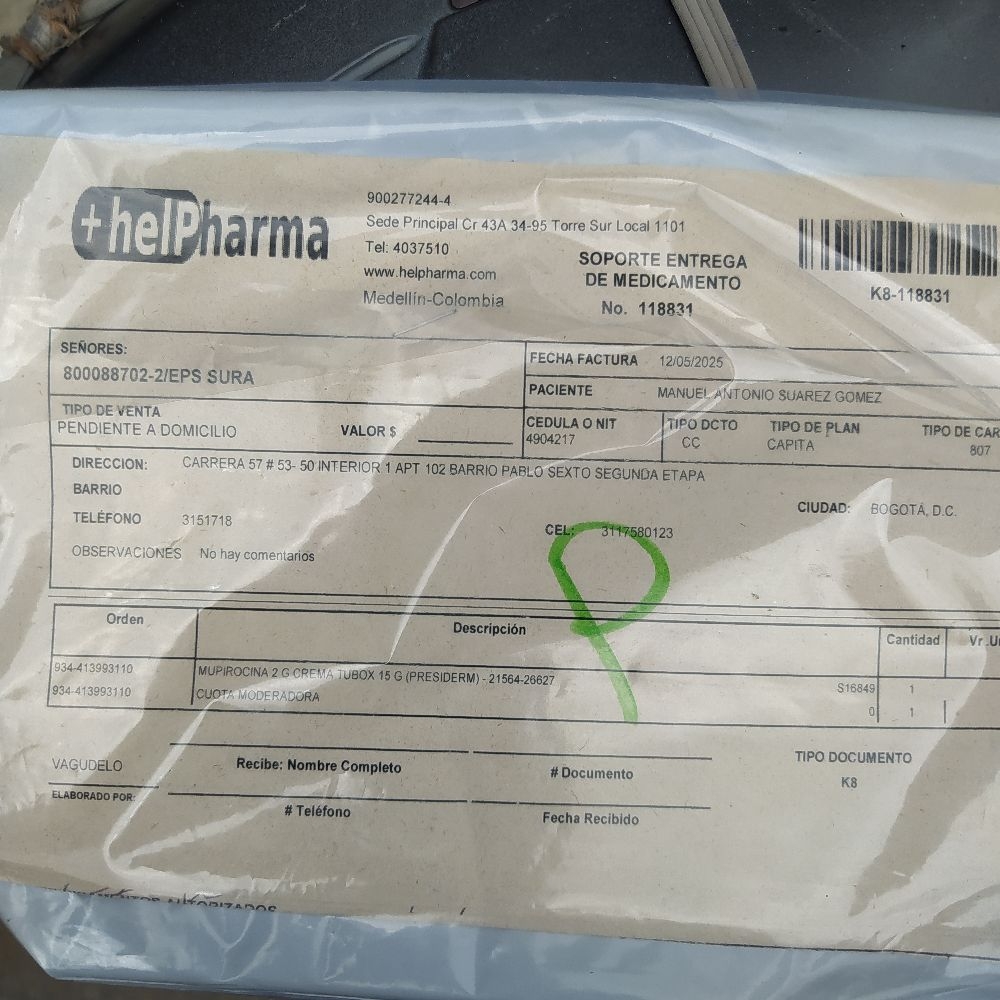 +helPharma
900277244-4
Sede Principal Cr 43A 34-95 Torre Sur Local 1101
Tel: 4037510
www.helpharma.com
Medellín-Colombia
SOPORTE ENTREGA
DE MEDICAMENTO
No. 118831
K8-118831
SEÑORES:
800088702-2/EPS SURA
FECHA FACTURA 12/05/2025
PACIENTE MANUEL ANTONIO SUAREZ GOMEZ
TIPO DE VENTA
PENDIENTE A DOMICILIO VALOR $
CEDULA O NIT TIPO DCTO TIPO DE PLAN TIPO DE CAR
4904217 CC CAPITA 807
DIRECCION: CARRERA 57 # 53- 50 INTERIOR 1 APT 102 BARRIO PABLO SEXTO SEGUNDA ETAPA
BARRIO
CIUDAD: BOGOTÁ, D.C.
TELÉFONO 3151718 CEL: 3117580123
OBSERVACIONES No hay comentarios
P
Orden Descripción Cantidad Vr .U
934-413993110 MUPIROCINA 2 G CREMA TUBOX 15 G (PRESIDERM) - 21564-26627 S16849 1
934-413993110 CUOTA MODERADORA 0 1
VAGUDELO
ELABORADO POR:
Recibe: Nombre Completo # Documento
# Teléfono Fecha Recibido
TIPO DOCUMENTO
K8
AUTORIZADOS